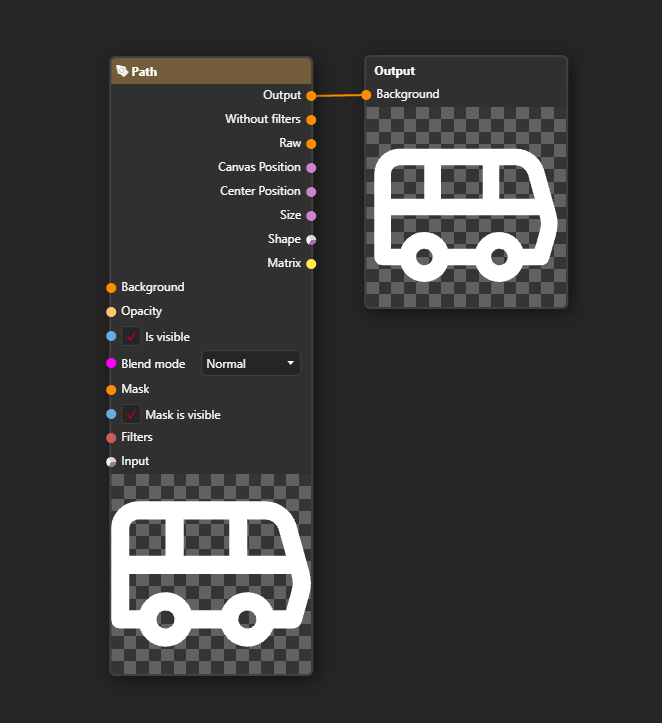 Path
Output
Without filters
Raw
Canvas Position
Center Position
Size
Shape
Matrix
Background
Opacity
Is visible
Blend mode Normal
Mask
Mask is visible
Filters
Input
Output
Background